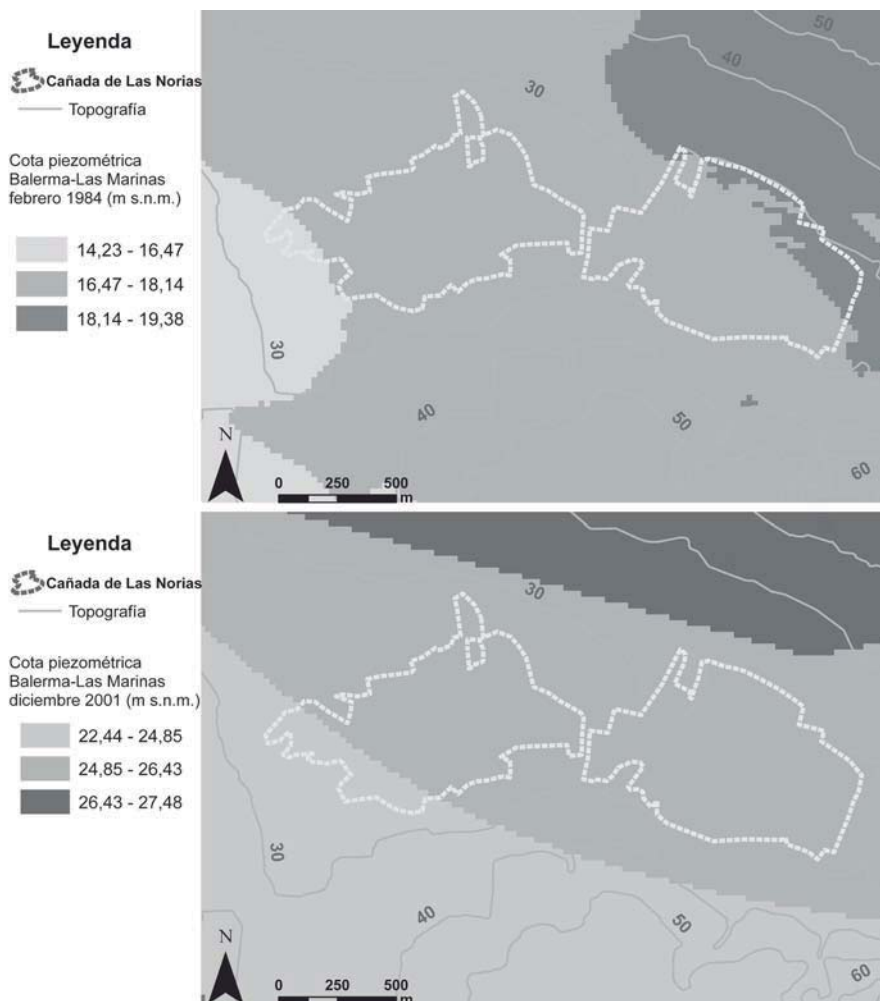 Leyenda
Cañada de Las Norias
Topografía
Cota piezométrica
Balerma-Las Marinas
febrero 1984 (m s.n.m.)
14,23 - 16,47
16,47 - 18,14
18,14 - 19,38
50
40
30
30
40
50
60
N
0 250 500
m
Leyenda
Cañada de Las Norias
Topografía
Cota piezométrica
Balerma-Las Marinas
diciembre 2001 (m s.n.m.)
22,44 - 24,85
24,85 - 26,43
26,43 - 27,48
30
30
40
50
60
N
0 250 500
m